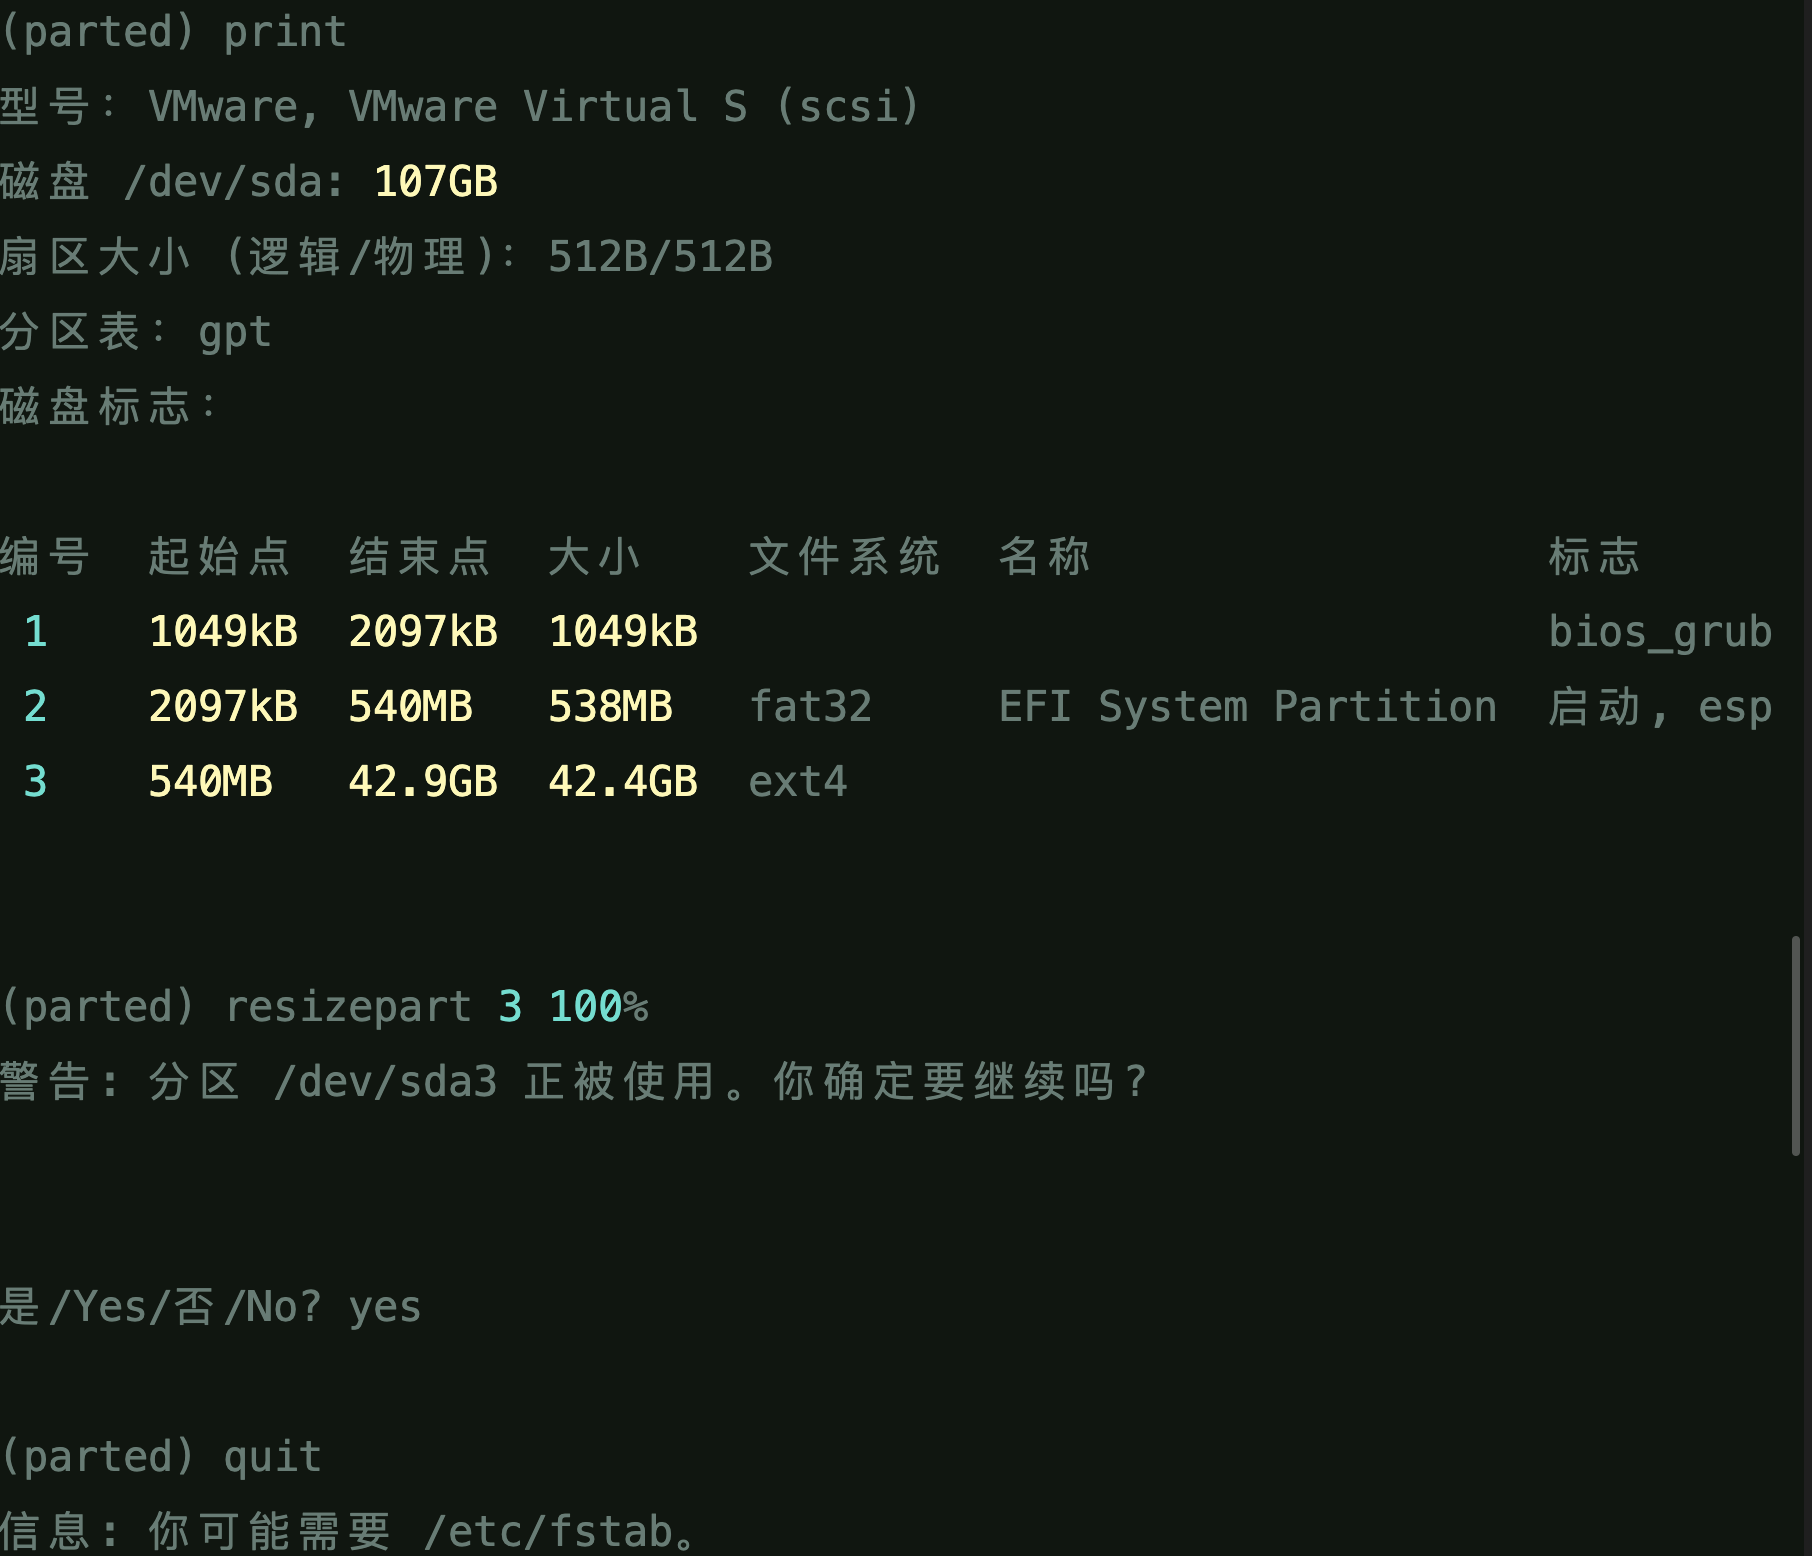 (parted) print
型号：VMware, VMware Virtual S (scsi)
磁盘 /dev/sda: 107GB
扇区大小 (逻辑/物理)：512B/512B
分区表：gpt
磁盘标志：
编号 起始点 结束点 大小 文件系统 名称 标志
1 1049kB 2097kB 1049kB bios_grub
2 2097kB 540MB 538MB fat32 EFI System Partition 启动, esp
3 540MB 42.9GB 42.4GB ext4
(parted) resizepart 3 100%
警告: 分区 /dev/sda3 正被使用。你确定要继续吗？
是/Yes/否/No? yes
(parted) quit
信息: 你可能需要 /etc/fstab。